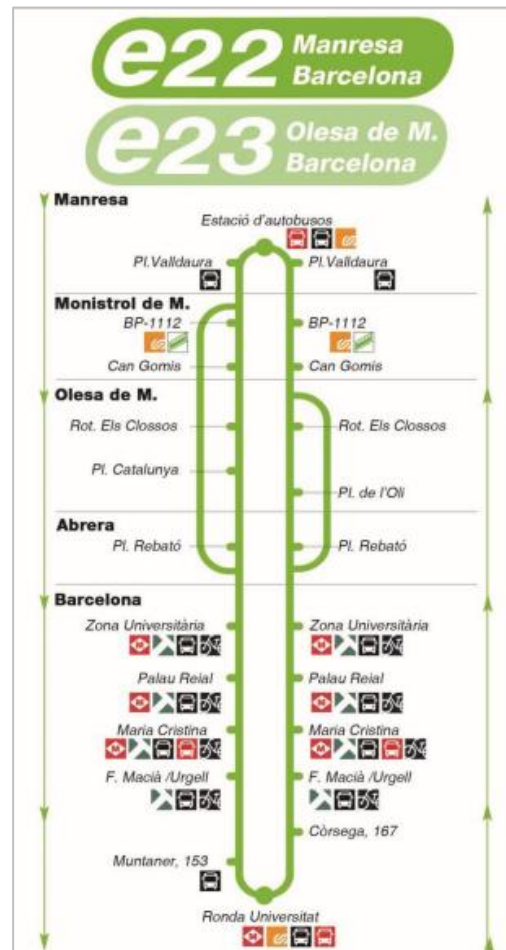 e22 Manresa
Barcelona
e23 Olesa de M.
Barcelona
Manresa
Estació d'autobusos
Pl.Valldaura Pl.Valldaura
Monistrol de M.
BP-1112 BP-1112
Can Gomis Can Gomis
Olesa de M.
Rot. Els Clossos Rot. Els Clossos
Pl. Catalunya
Pl. de l'Oli
Abrera
Pl. Rebató Pl. Rebató
Barcelona
Zona Universitària Zona Universitària
M M
Palau Reial Palau Reial
M M
Maria Cristina Maria Cristina
M M
F. Macià /Urgell F. Macià /Urgell
Còrsega, 167
Muntaner, 153
Ronda Universitat
M